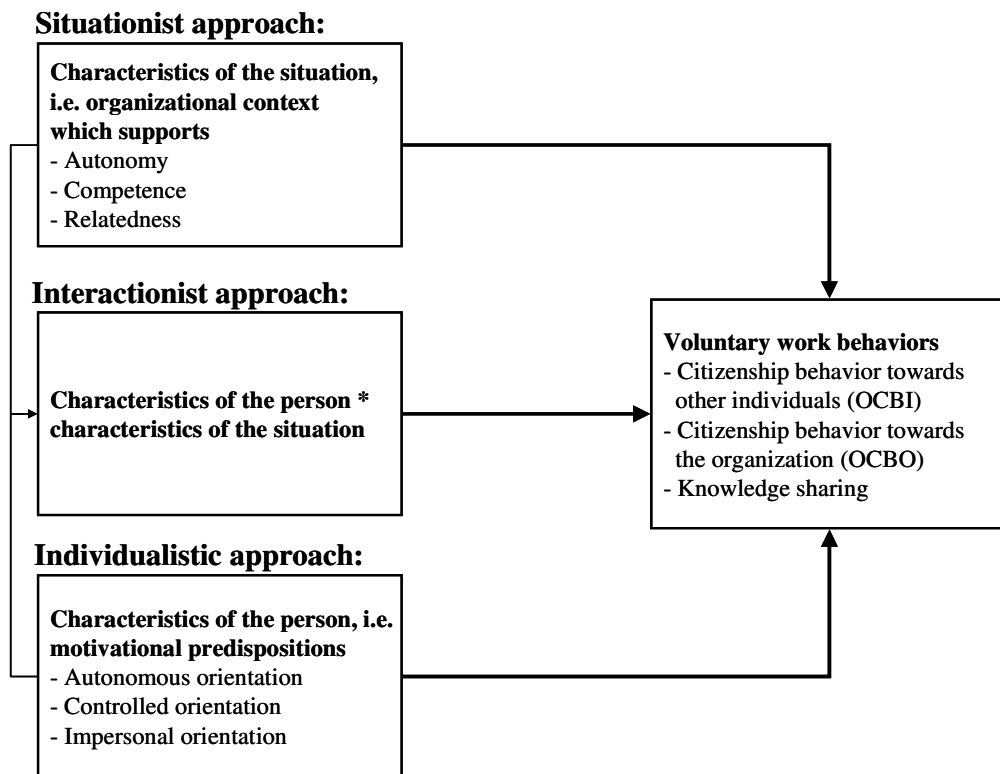 Situationist approach:
Characteristics of the situation,
i.e. organizational context
which supports
- Autonomy
- Competence
- Relatedness
Interactionist approach:
Characteristics of the person *
characteristics of the situation
Voluntary work behaviors
- Citizenship behavior towards
other individuals (OCBI)
- Citizenship behavior towards
the organization (OCBO)
- Knowledge sharing
Individualistic approach:
Characteristics of the person, i.e.
motivational predispositions
- Autonomous orientation
- Controlled orientation
- Impersonal orientation